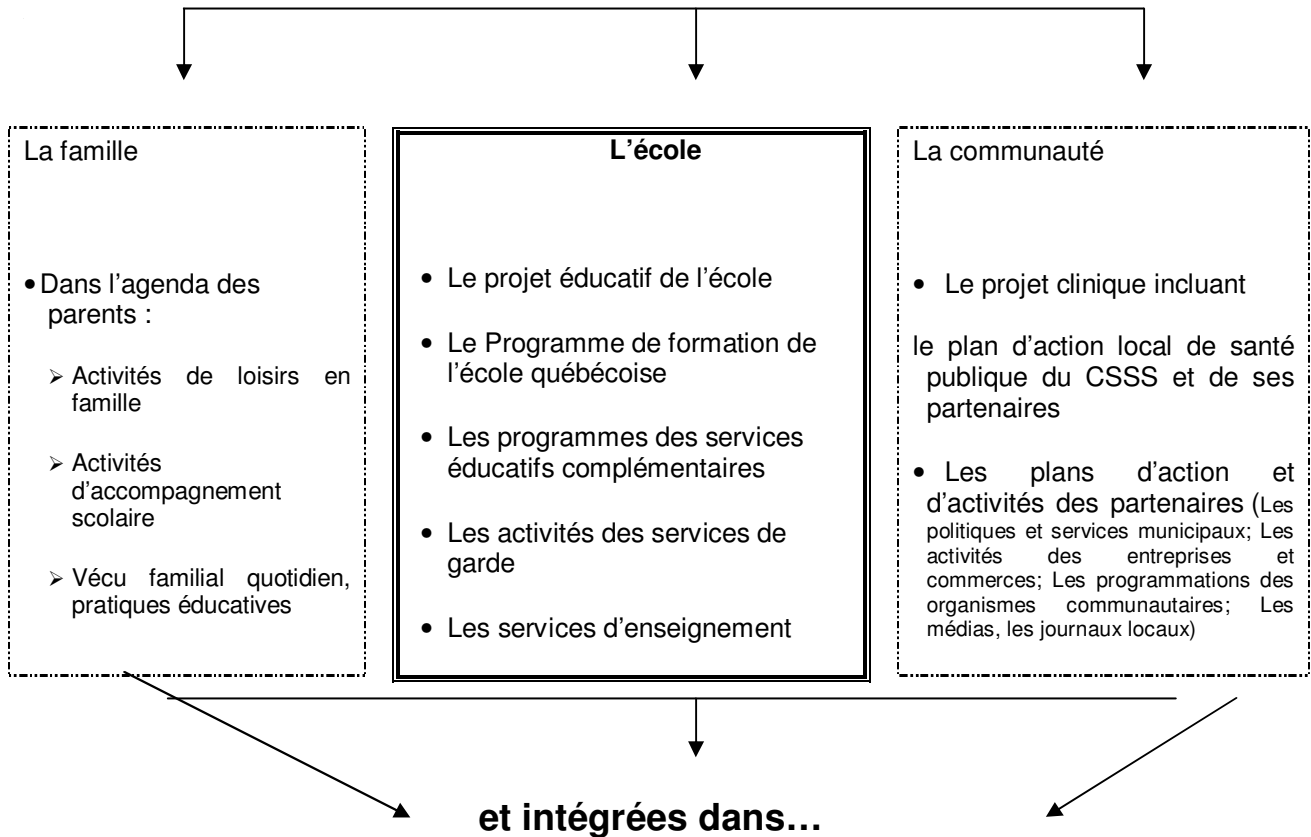 La famille
• Dans l'agenda des
parents :
➢ Activités de loisirs en
famille
➢ Activités
d'accompagnement
scolaire
➢ Vécu familial quotidien,
pratiques éducatives
L'école
• Le projet éducatif de l'école
• Le Programme de formation de
l'école québécoise
• Les programmes des services
éducatifs complémentaires
• Les activités des services de
garde
• Les services d'enseignement
La communauté
• Le projet clinique incluant
le plan d'action local de santé
publique du CSSS et de ses
partenaires
• Les plans d'action et
d'activités des partenaires (Les
politiques et services municipaux; Les
activités des entreprises et
commerces; Les programmations des
organismes communautaires; Les
médias, les journaux locaux)
et intégrées dans…